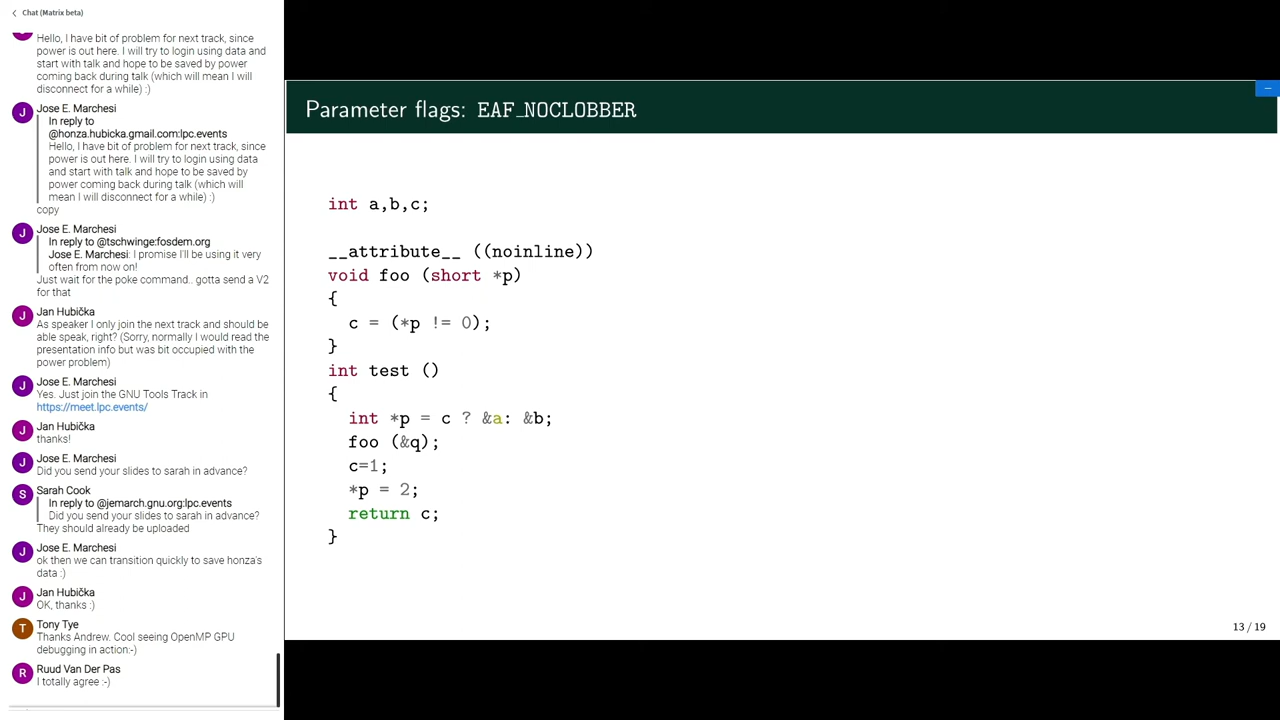 Chat (Matrix beta)
Hello, I have bit of problem for next track, since
power is out here. I will try to login using data and
start with talk and hope to be saved by power
coming back during talk (which will mean I will
disconnect for a while) :)
J
Jose E. Marchesi
In reply to
@honza.hubicka.gmail.com:lpc.events
Hello, I have bit of problem for next track, since
power is out here. I will try to login using data
and start with talk and hope to be saved by
power coming back during talk (which will
mean I will disconnect for a while) :)
copy
J
Jose E. Marchesi
In reply to @tschwinge:fosdem.org
Jose E. Marchesi: I promise I'll be using it very
often from now on!
Just wait for the poke command.. gotta send a V2
for that
J
Jan Hubička
As speaker I only join the next track and should be
able speak, right? (Sorry, normally I would read the
presentation info but was bit occupied with the
power problem)
J
Jose E. Marchesi
Yes. Just join the GNU Tools Track in
https://meet.lpc.events/
J
Jan Hubička
thanks!
J
Jose E. Marchesi
Did you send your slides to sarah in advance?
S
Sarah Cook
In reply to @jemarch.gnu.org:lpc.events
Did you send your slides to sarah in advance?
They should already be uploaded
J
Jose E. Marchesi
ok then we can transition quickly to save honza's
data :)
J
Jan Hubička
OK, thanks :)
T
Tony Tye
Thanks Andrew. Cool seeing OpenMP GPU
debugging in action:-)
R
Ruud Van Der Pas
I totally agree :-)
Parameter flags: EAF_NOCLOBBER
int a,b,c;
__attribute__ ((noinline))
void foo (short *p)
{
c = (*p != 0);
}
int test ()
{
int *p = c ? &a: &b;
foo (&q);
c=1;
*p = 2;
return c;
}
13 / 19